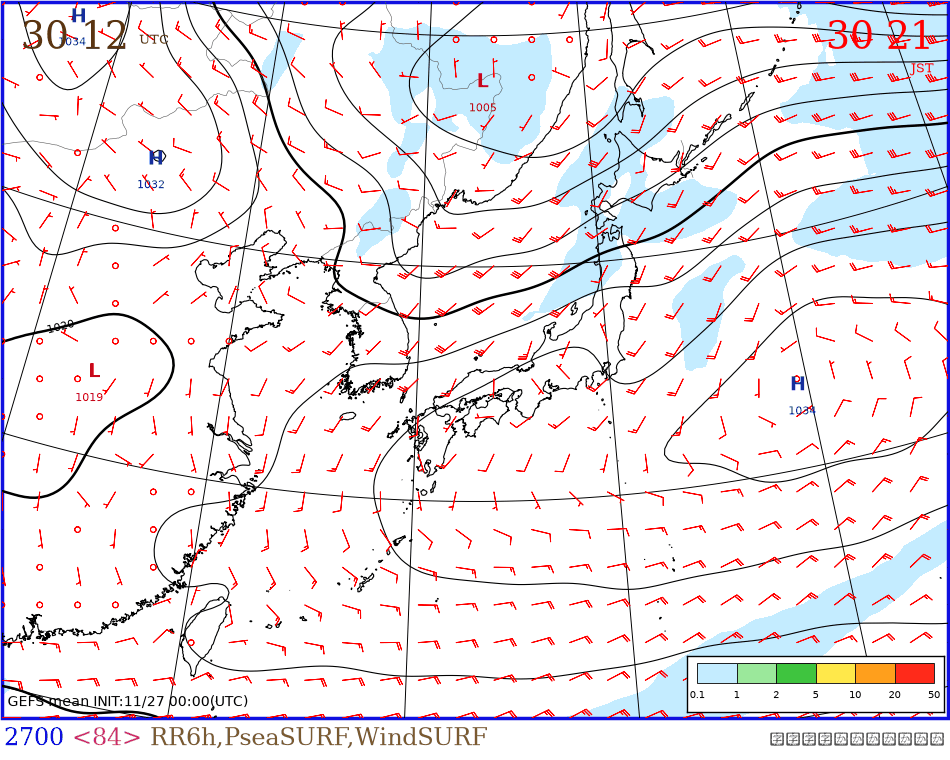 30 12 UTC
30 21 JST
H
1034
L
1005
H
1032
1020
L
1019
H
1034
GEFS mean INIT:11/27 00:00(UTC)
0.1 1 2 5 10 20 50
2700 <84> RR6h,PseaSURF,WindSURF